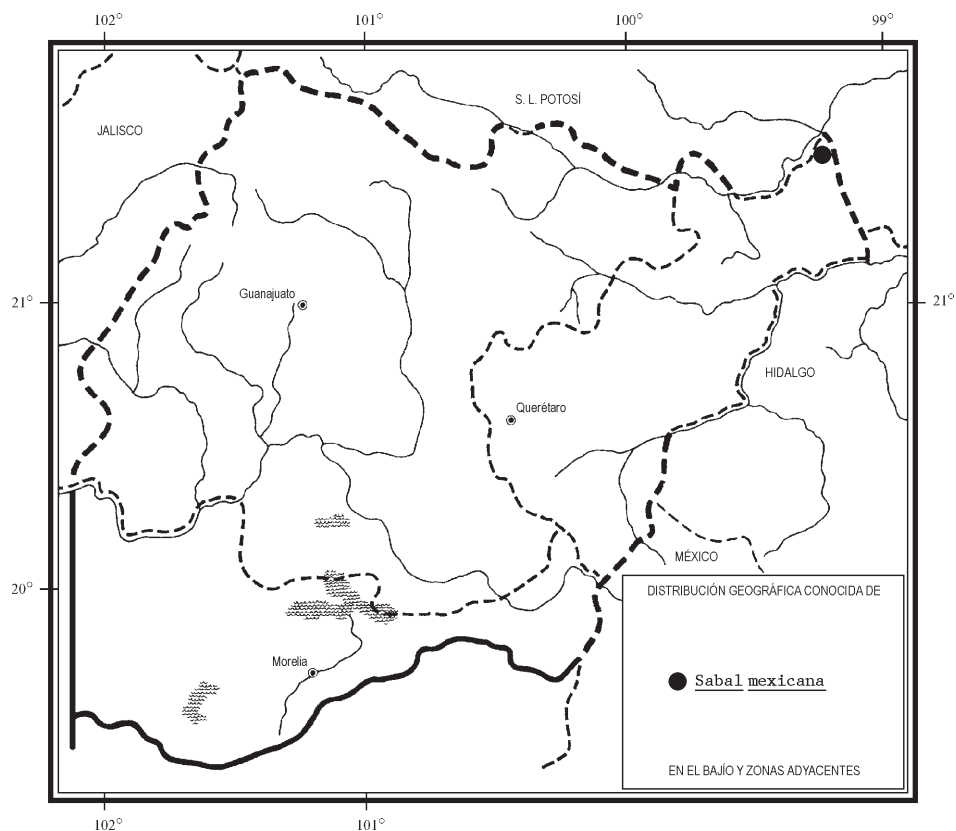 102° 101° 100° 99°
S. L. POTOSÍ
JALISCO
Guanajuato
21° 21°
HIDALGO
Querétaro
MÉXICO
20°
DISTRIBUCIÓN GEOGRÁFICA CONOCIDA DE
Morelia
Sabal mexicana
EN EL BAJÍO Y ZONAS ADYACENTES
102° 101°